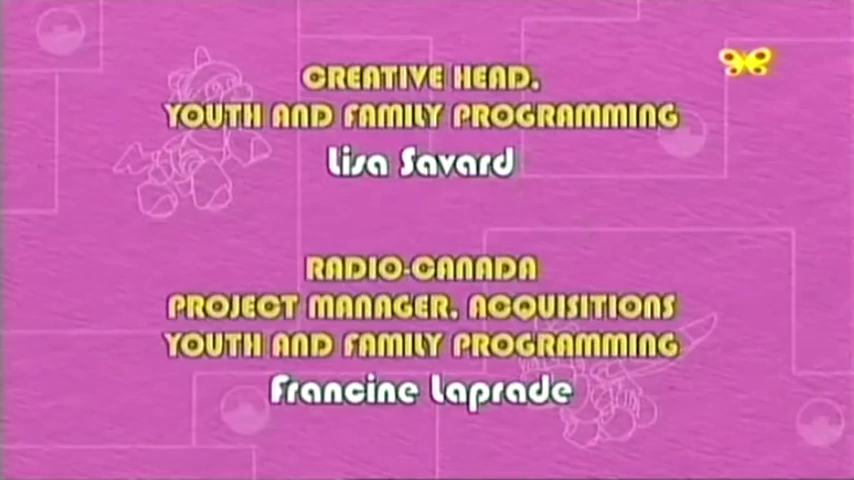 CREATIVE HEAD,
YOUTH AND FAMILY PROGRAMMING
Lisa Savard
RADIO-CANADA
PROJECT MANAGER, ACQUISITIONS
YOUTH AND FAMILY PROGRAMMING
Francine Laprade